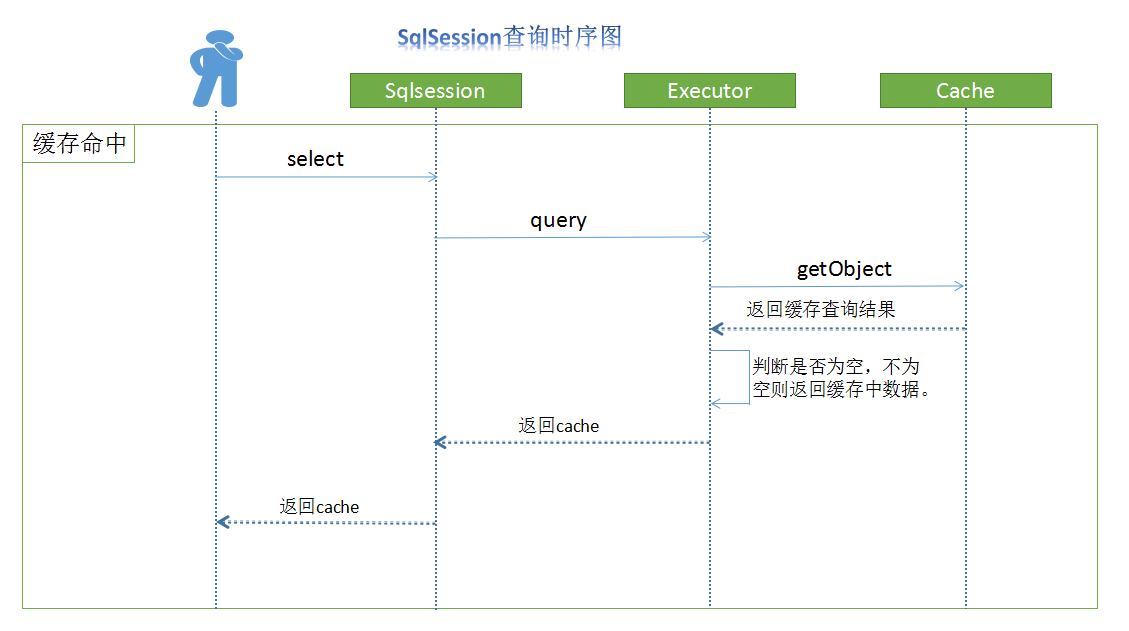 SqlSession查询时序图
Sqlsession
Executor
Cache
缓存命中
select
query
getObject
返回缓存查询结果
判断是否为空，不为
空则返回缓存中数据。
返回cache
返回cache